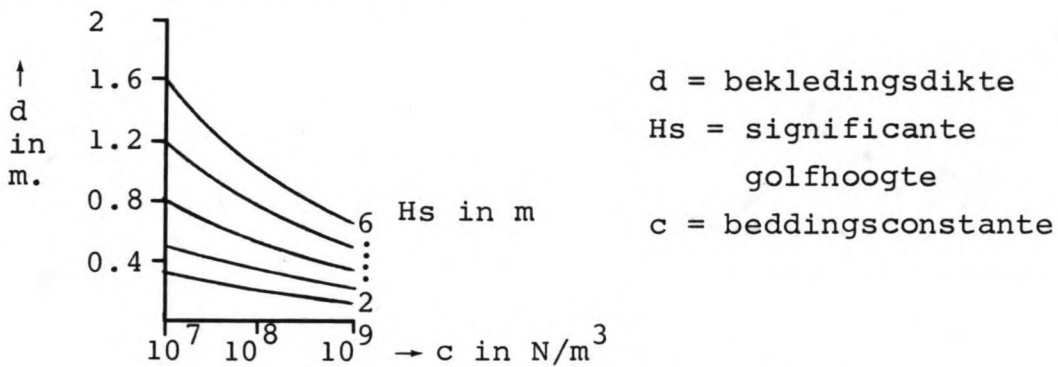 2
1.6
1.2
0.8
0.4
↑
d
in
m.
6
2
Hs in m
10^7 10^8 10^9 → c in N/m^3
d = bekledingsdikte
Hs = significante
golfhoogte
c = beddingsconstante